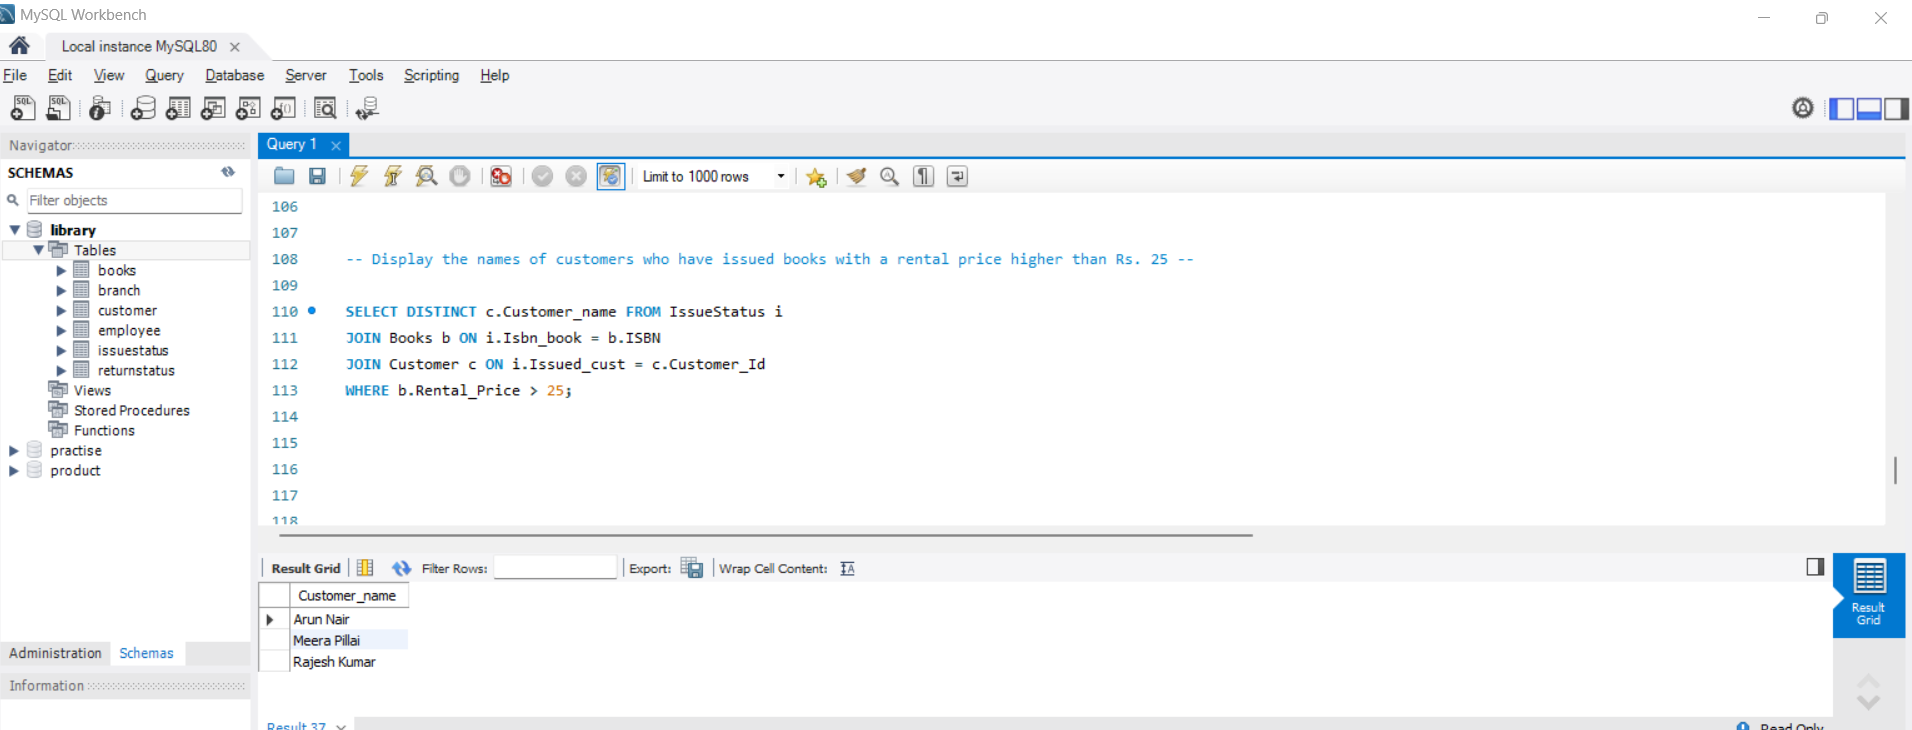 MySQL Workbench
Local instance MySQL80
File Edit View Query Database Server Tools Scripting Help
Navigator
SCHEMAS
Filter objects
library
Tables
books
branch
customer
employee
issuestatus
returnstatus
Views
Stored Procedures
Functions
practise
product
Administration Schemas
Information
Query 1
Limit to 1000 rows
106
107
108 -- Display the names of customers who have issued books with a rental price higher than Rs. 25 --
109
110 SELECT DISTINCT c.Customer_name FROM IssueStatus i
111 JOIN Books b ON i.Isbn_book = b.ISBN
112 JOIN Customer c ON i.Issued_cust = c.Customer_Id
113 WHERE b.Rental_Price > 25;
114
115
116
117
118
Result Grid Filter Rows: Export: Wrap Cell Content:
Customer_name
Arun Nair
Meera Pillai
Rajesh Kumar
Result
Grid
Result 37
Read Only